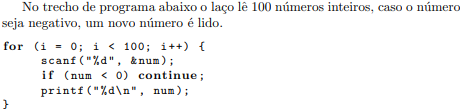 No trecho de programa abaixo o laço lê 100 números inteiros, caso o número
seja negativo, um novo número é lido.
for (i = 0; i < 100; i++) {
scanf("%d", &num);
if (num < 0) continue;
printf("%d\n", num);
}